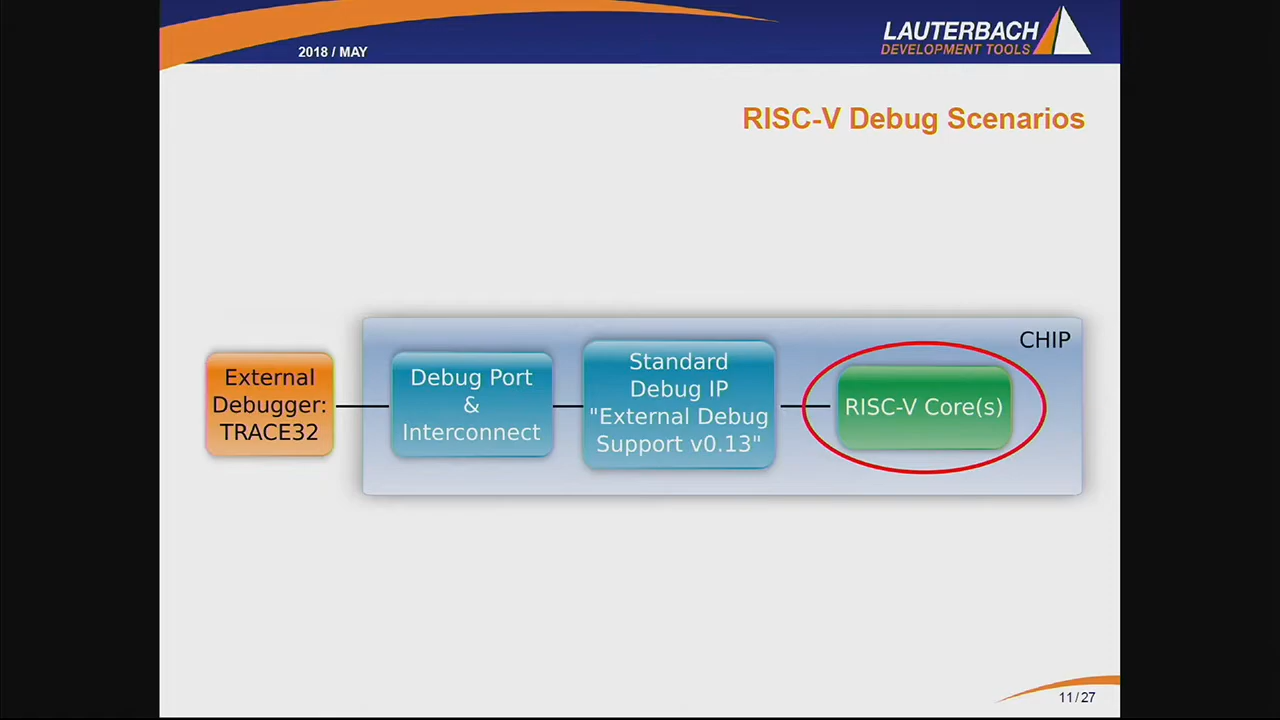 2018 / MAY
LAUTERBACH
DEVELOPMENT TOOLS
RISC-V Debug Scenarios
CHIP
External
Debugger:
TRACE32
Debug Port
&
Interconnect
Standard
Debug IP
"External Debug
Support v0.13"
RISC-V Core(s)
11 / 27